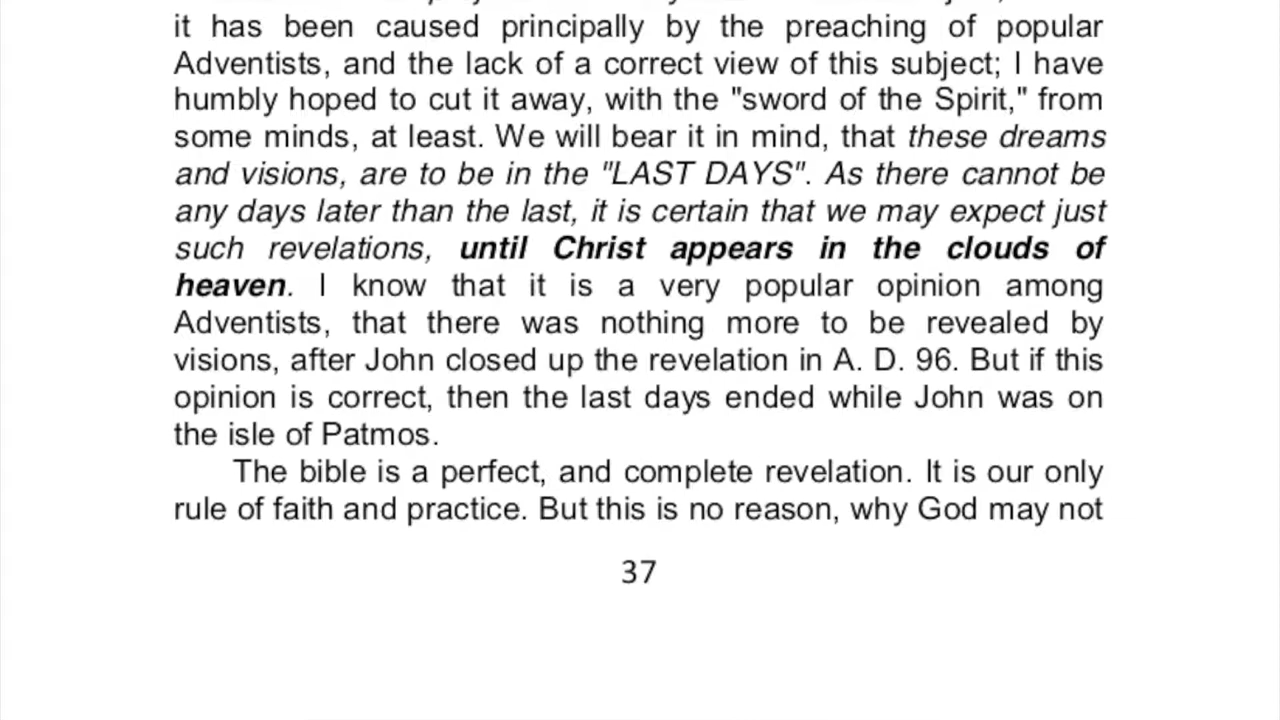 it has been caused principally by the preaching of popular
Adventists, and the lack of a correct view of this subject; I have
humbly hoped to cut it away, with the "sword of the Spirit," from
some minds, at least. We will bear it in mind, that these dreams
and visions, are to be in the "LAST DAYS". As there cannot be
any days later than the last, it is certain that we may expect just
such revelations, until Christ appears in the clouds of
heaven. I know that it is a very popular opinion among
Adventists, that there was nothing more to be revealed by
visions, after John closed up the revelation in A. D. 96. But if this
opinion is correct, then the last days ended while John was on
the isle of Patmos.
The bible is a perfect, and complete revelation. It is our only
rule of faith and practice. But this is no reason, why God may not
37